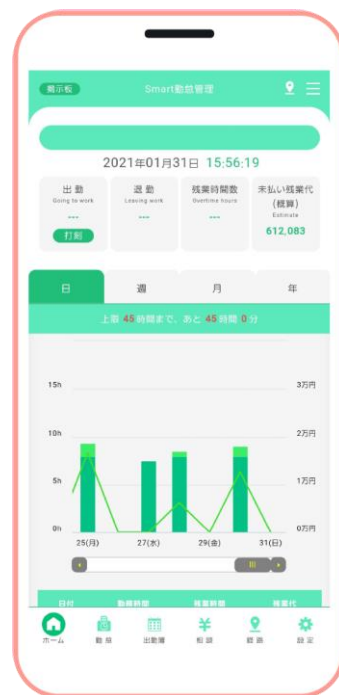 掲示板 Smart勤怠管理
2021年01月31日 15:56:19
出 勤 退 勤 残業時間数 未払い残業代
Going to work Leaving work Overtime hours (概算)
--- --- --- Estimate
打刻 612,083
日 週 月 年
上限 45 時間まで、あと 45 時間 0 分
15h 3万円
10h 2万円
5h 1万円
0h 0万円
25(月) 27(水) 29(金) 31(日)
日付 勤務時間 残業時間 残業代
ホーム 勤 怠 出勤簿 相 談 経 路 設 定